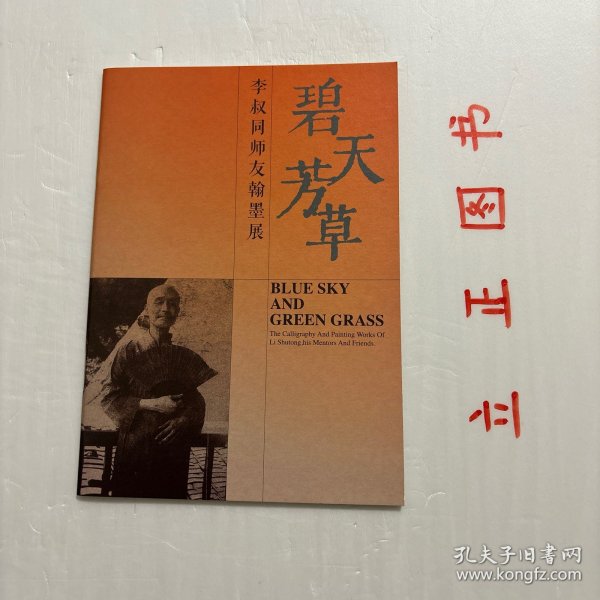 碧天芳草
李叔同师友翰墨展
BLUE SKY
AND
GREEN GRASS
The Calligraphy And Painting Works Of
Li Shutong,his Mentors And Friends.
立正图书
孔夫子旧书网
www.kongfz.com